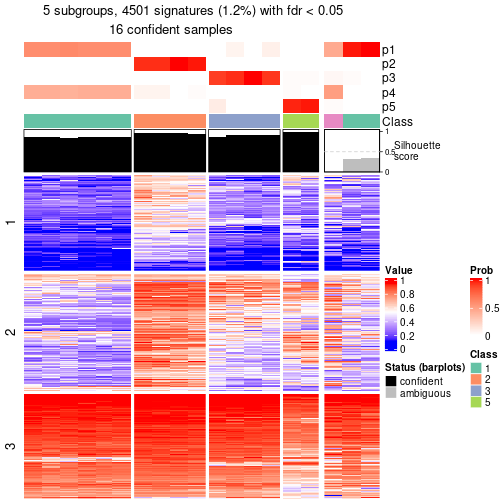 5 subgroups, 4501 signatures (1.2%) with fdr < 0.05
16 confident samples
p1
p2
p3
p4
p5
Class
1
0.5
0
Silhouette
score
1
2
3
Value
1
0.8
0.6
0.4
0.2
0
Status (barplots)
confident
ambiguous
Prob
1
0.5
0
Class
1
2
3
5